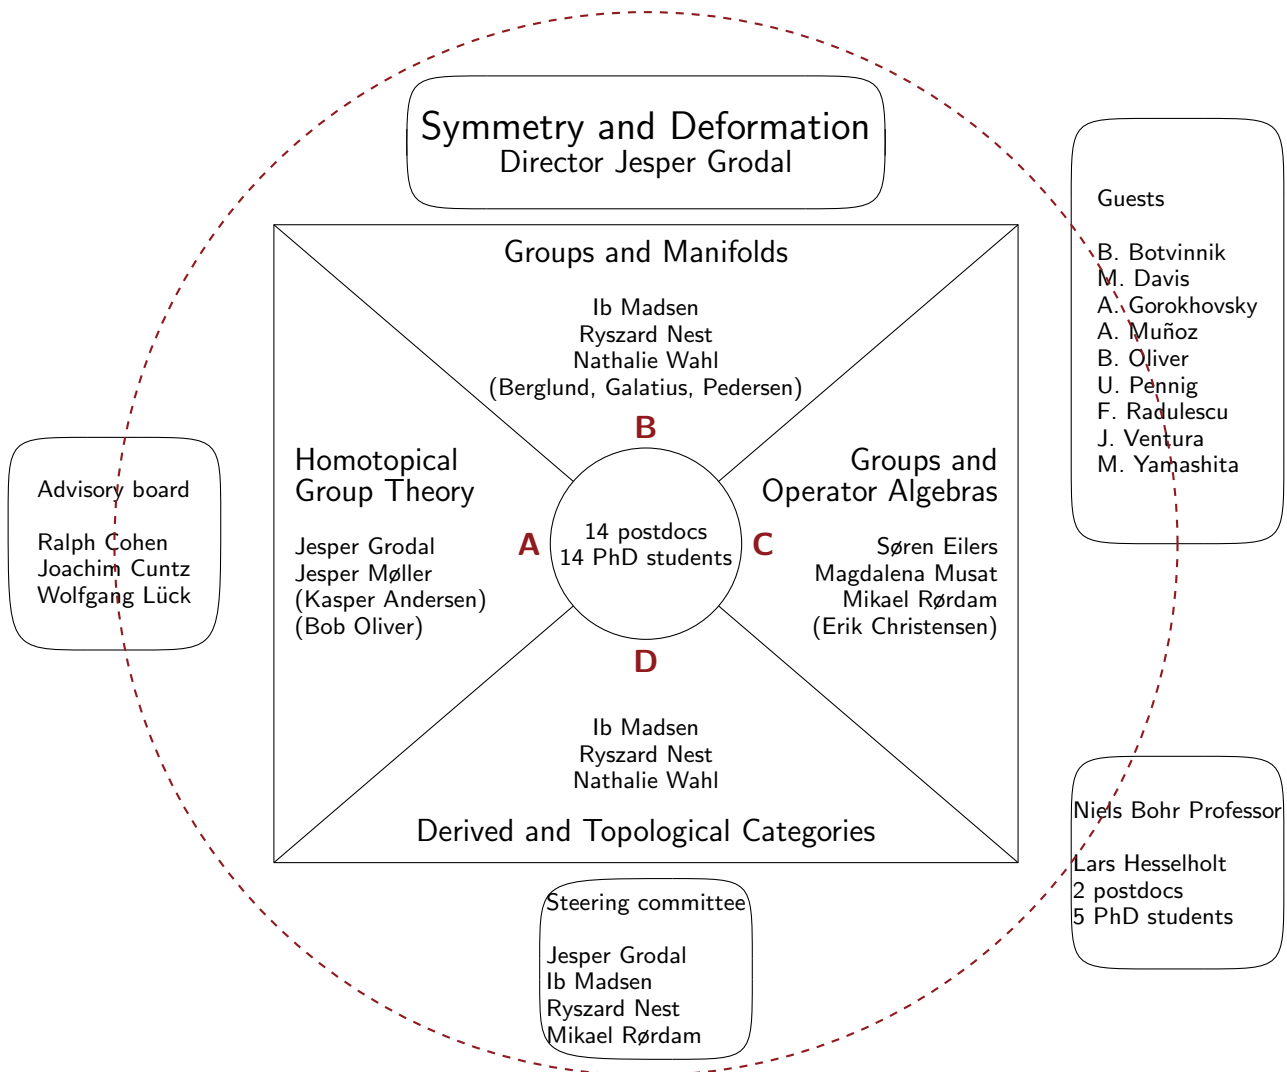 Symmetry and Deformation
Director Jesper Grodal
Groups and Manifolds
Ib Madsen
Ryszard Nest
Nathalie Wahl
(Berglund, Galatius, Pedersen)
B
Homotopical
Group Theory
Jesper Grodal
Jesper Møller
(Kasper Andersen)
(Bob Oliver)
A
14 postdocs
14 PhD students
C
Groups and
Operator Algebras
Søren Eilers
Magdalena Musat
Mikael Rørdam
(Erik Christensen)
D
Ib Madsen
Ryszard Nest
Nathalie Wahl
Derived and Topological Categories
Advisory board
Ralph Cohen
Joachim Cuntz
Wolfgang Lück
Guests
B. Botvinnik
M. Davis
A. Gorokhovsky
A. Muñoz
B. Oliver
U. Pennig
F. Radulescu
J. Ventura
M. Yamashita
Niels Bohr Professor
Lars Hesselholt
2 postdocs
5 PhD students
Steering committee
Jesper Grodal
Ib Madsen
Ryszard Nest
Mikael Rørdam